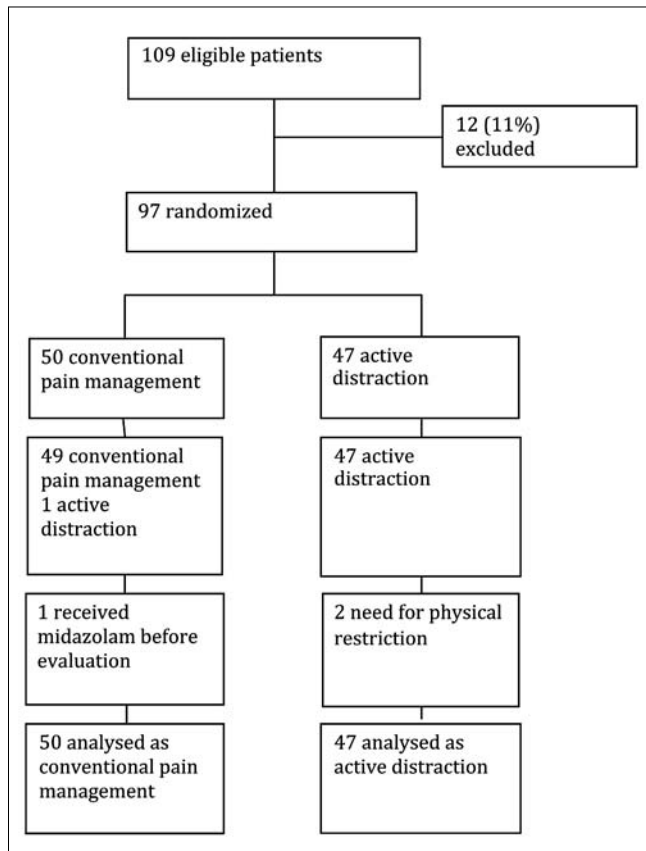 109 eligible patients
12 (11%)
excluded
97 randomized
50 conventional
pain management
47 active
distraction
49 conventional
pain management
1 active
distraction
47 active
distraction
1 received
midazolam before
evaluation
2 need for physical
restriction
50 analysed as
conventional pain
management
47 analysed as
active distraction